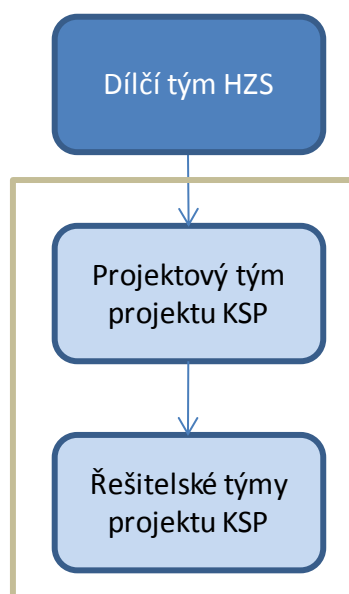 Dílčí tým HZS
Projektový tým
projektu KSP
Řešitelské týmy
projektu KSP